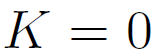 K = 0